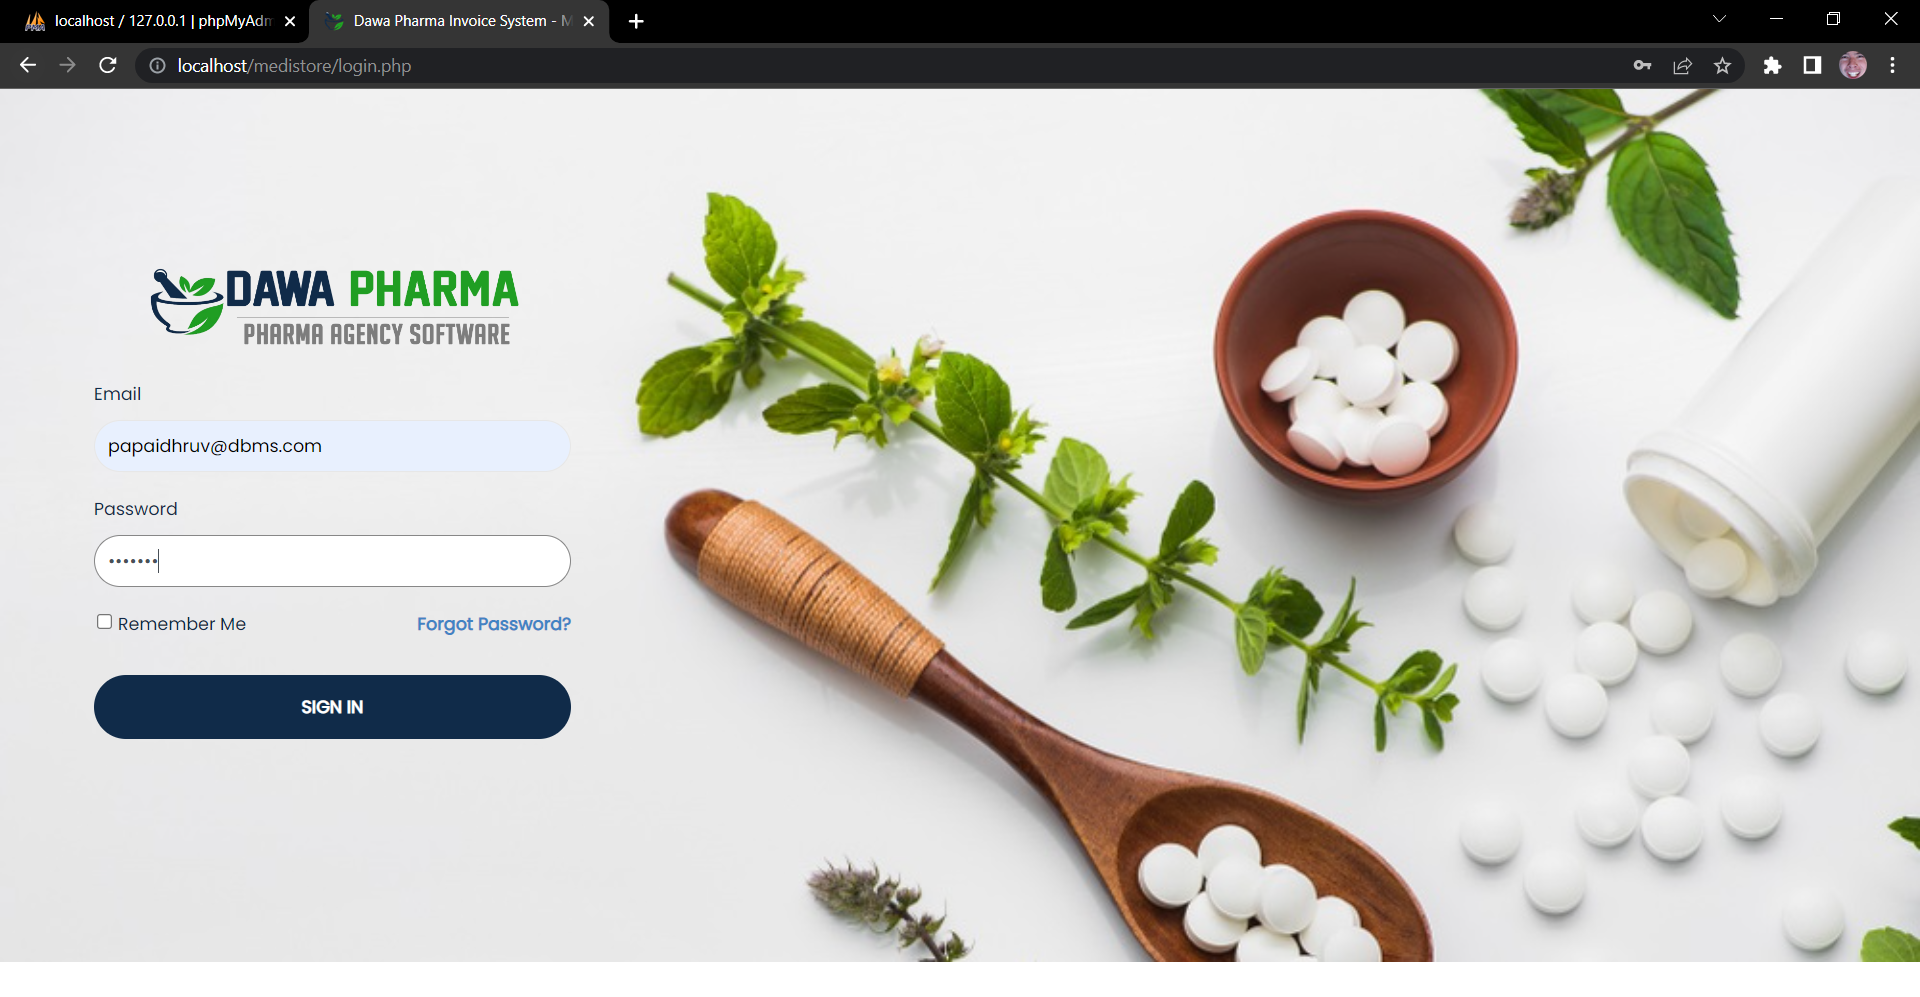 localhost / 127.0.0.1 | phpMyAdm
Dawa Pharma Invoice System - M
localhost/medistore/login.php
DAWA PHARMA
PHARMA AGENCY SOFTWARE
Email
papaidhruv@dbms.com
Password
•••••••
Remember Me
Forgot Password?
SIGN IN